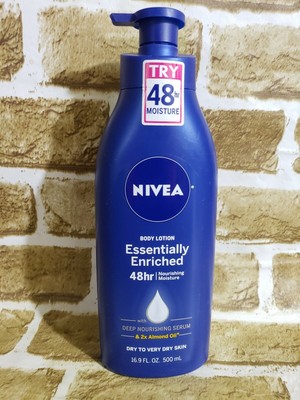 TRY
48hr
MOISTURE
NIVEA
BODY LOTION
Essentially
Enriched
48hr | Nourishing
Moisture
with
DEEP NOURISHING SERUM
& 2x Almond Oil*
DRY TO VERY DRY SKIN
16.9 FL. OZ. 500 mL